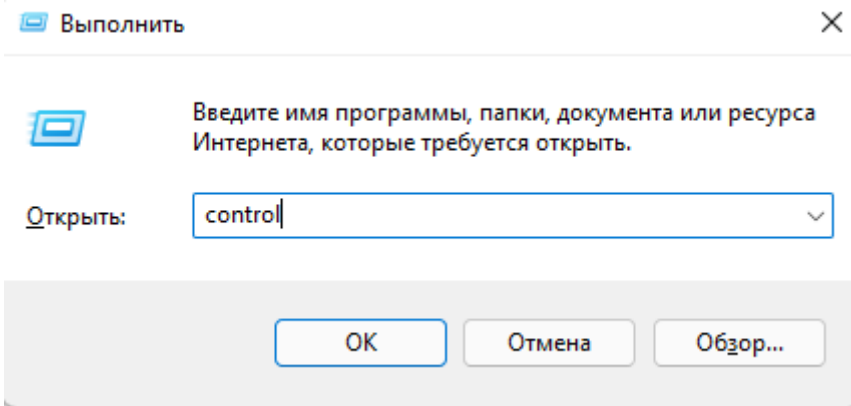 Выполнить
Введите имя программы, папки, документа или ресурса
Интернета, которые требуется открыть.
Открыть: control
OK Отмена Обзор...